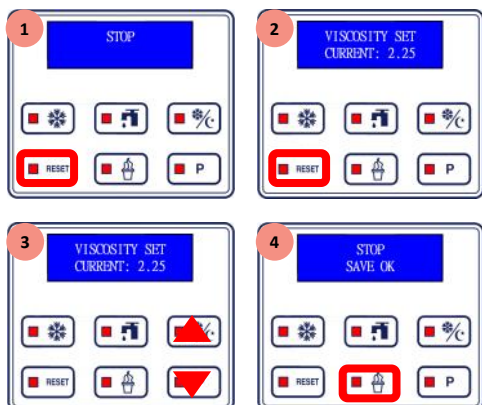 1
STOP
RESET
P
2
VISCOSITY SET
CURRENT: 2.25
RESET
P
3
VISCOSITY SET
CURRENT: 2.25
RESET
4
STOP
SAVE OK
RESET
P